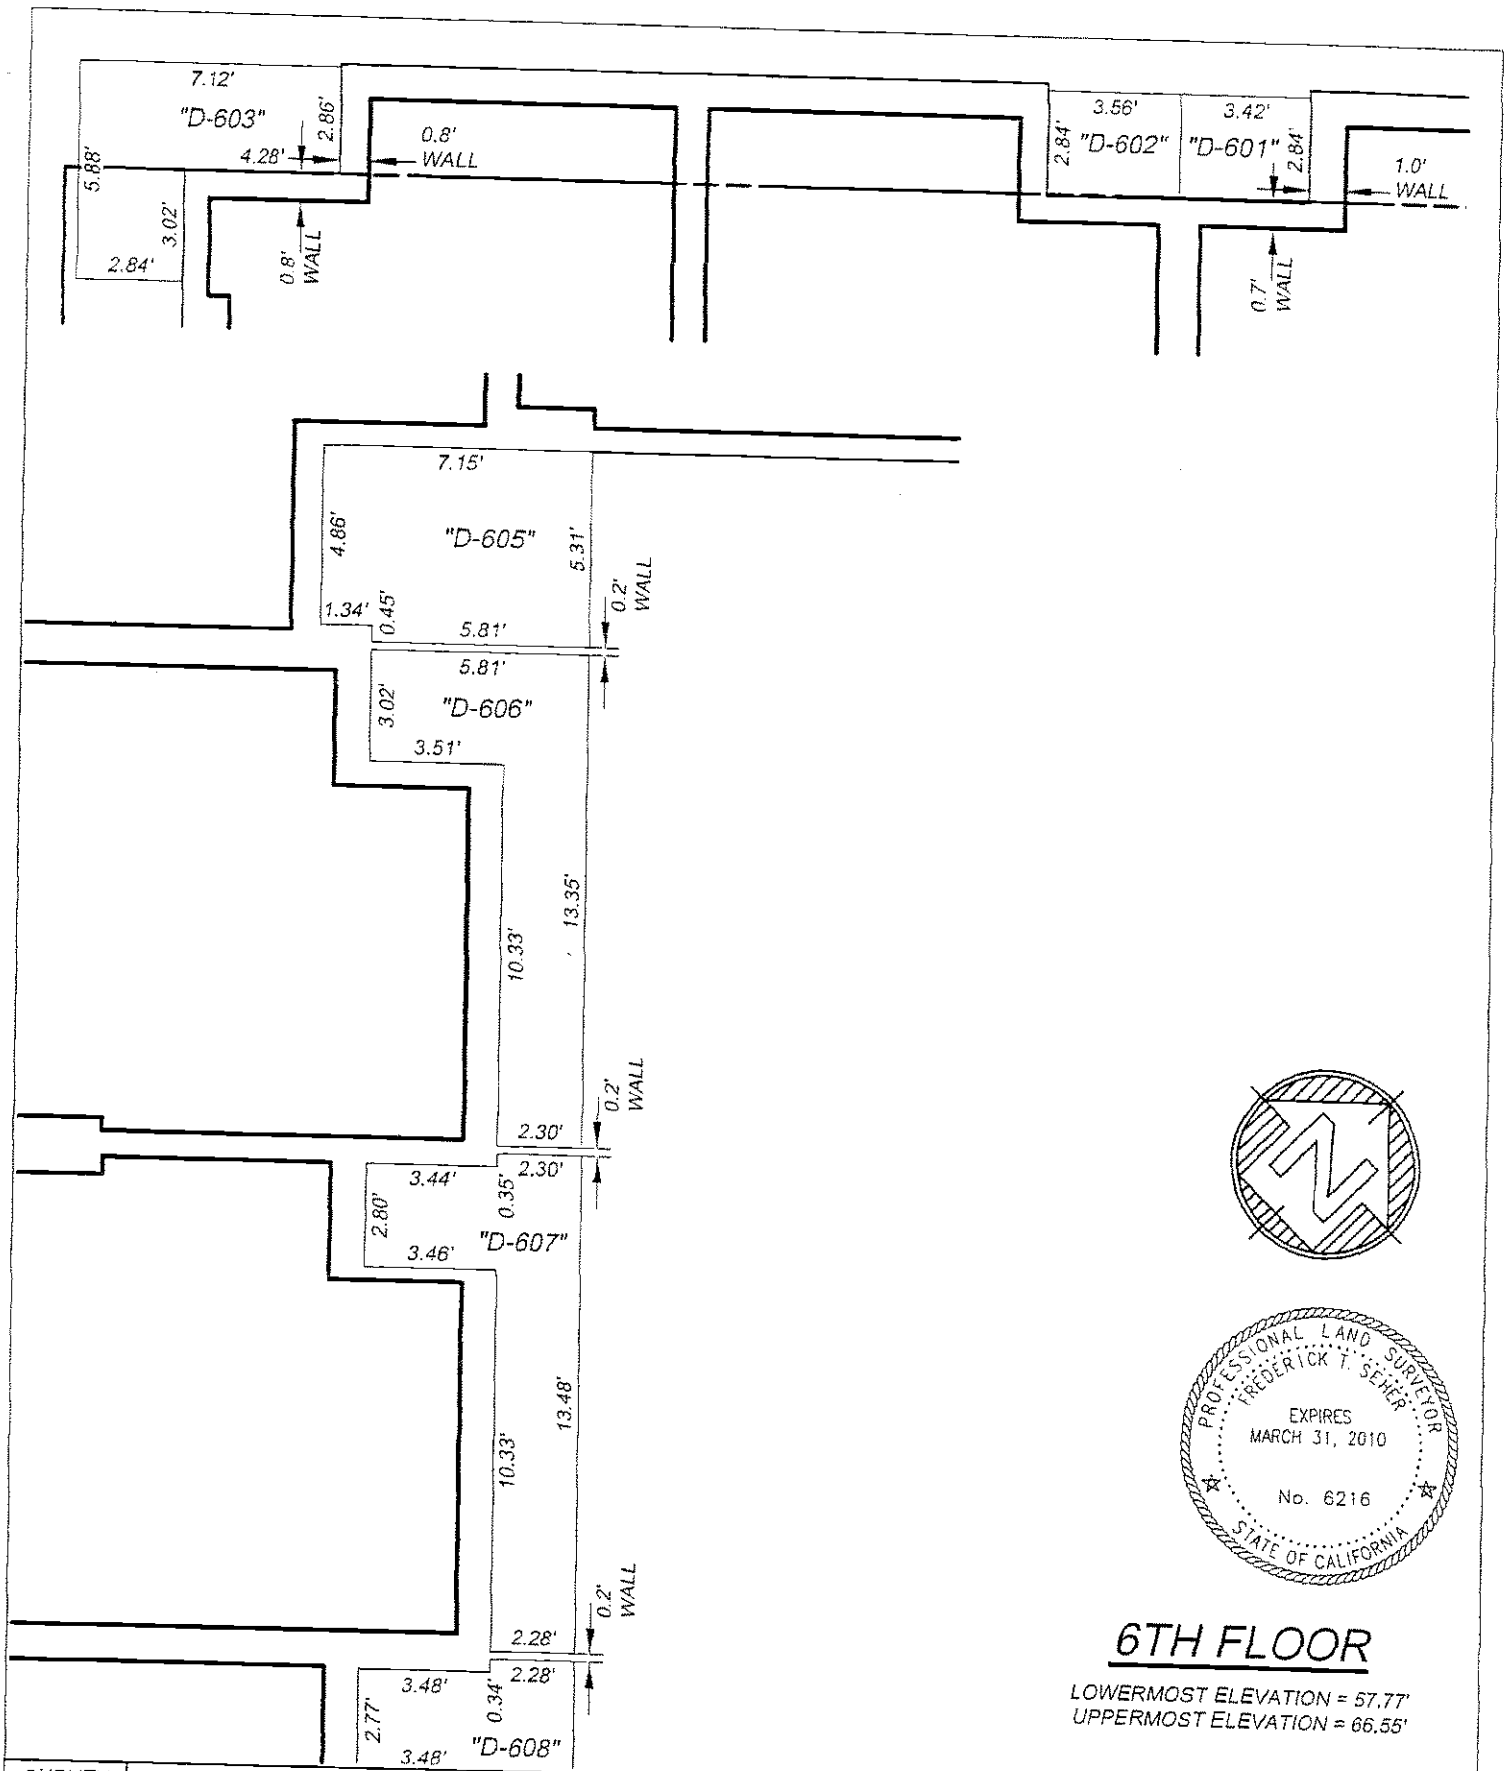 7.12'
"D-603"
2.86'
4.28'
5.88'
3.02'
2.84'
0.8'
WALL
0.8'
WALL
3.56'
3.42'
"D-602"
"D-601"
2.84'
2.84'
1.0'
WALL
0.7'
WALL
7.15'
4.86'
"D-605"
5.31'
0.2'
WALL
1.34'
0.45'
5.81'
5.81'
3.02'
"D-606"
3.51'
13.35'
10.33'
0.2'
WALL
2.30'
2.30'
3.44'
0.35'
2.80'
"D-607"
3.46'
13.48'
10.33'
0.2'
WALL
2.28'
2.28'
3.48'
0.34'
2.77'
"D-608"
3.48'
N
PROFESSIONAL LAND SURVEYOR
FREDERICK T. SEHER
EXPIRES
MARCH 31, 2010
No. 6216
STATE OF CALIFORNIA
6TH FLOOR
LOWERMOST ELEVATION = 57.77'
UPPERMOST ELEVATION = 66.55'